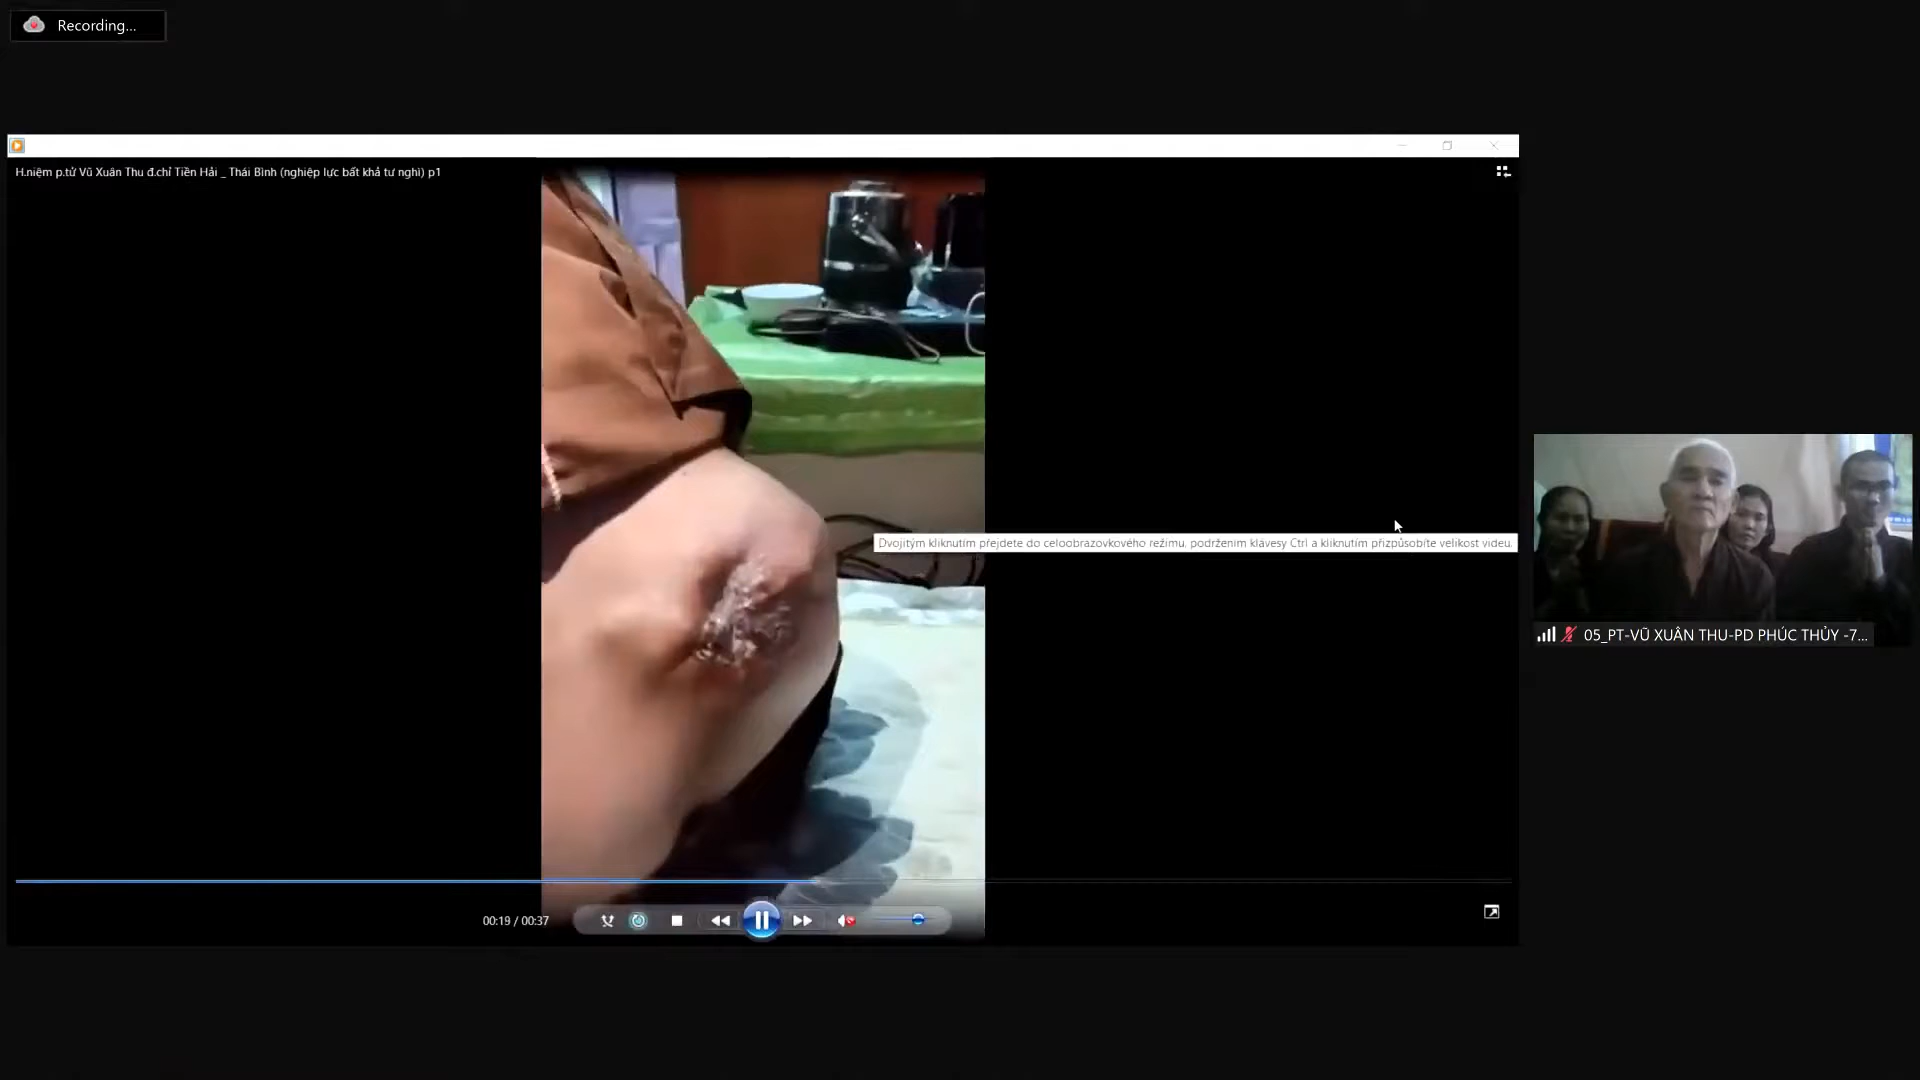 Recording...
H.niệm p.tử Vũ Xuân Thu đ.chỉ Tiền Hải _ Thái Bình (nghiệp lực bất khả tư nghì) p1
Dvojitým kliknutím přejdete do celoobrazovkového režimu, podržením klávesy Ctrl a kliknutím přizpůsobíte velikost videu.
05_PT-VŨ XUÂN THU-PD PHÚC THỦY -7...
00:19 / 00:37